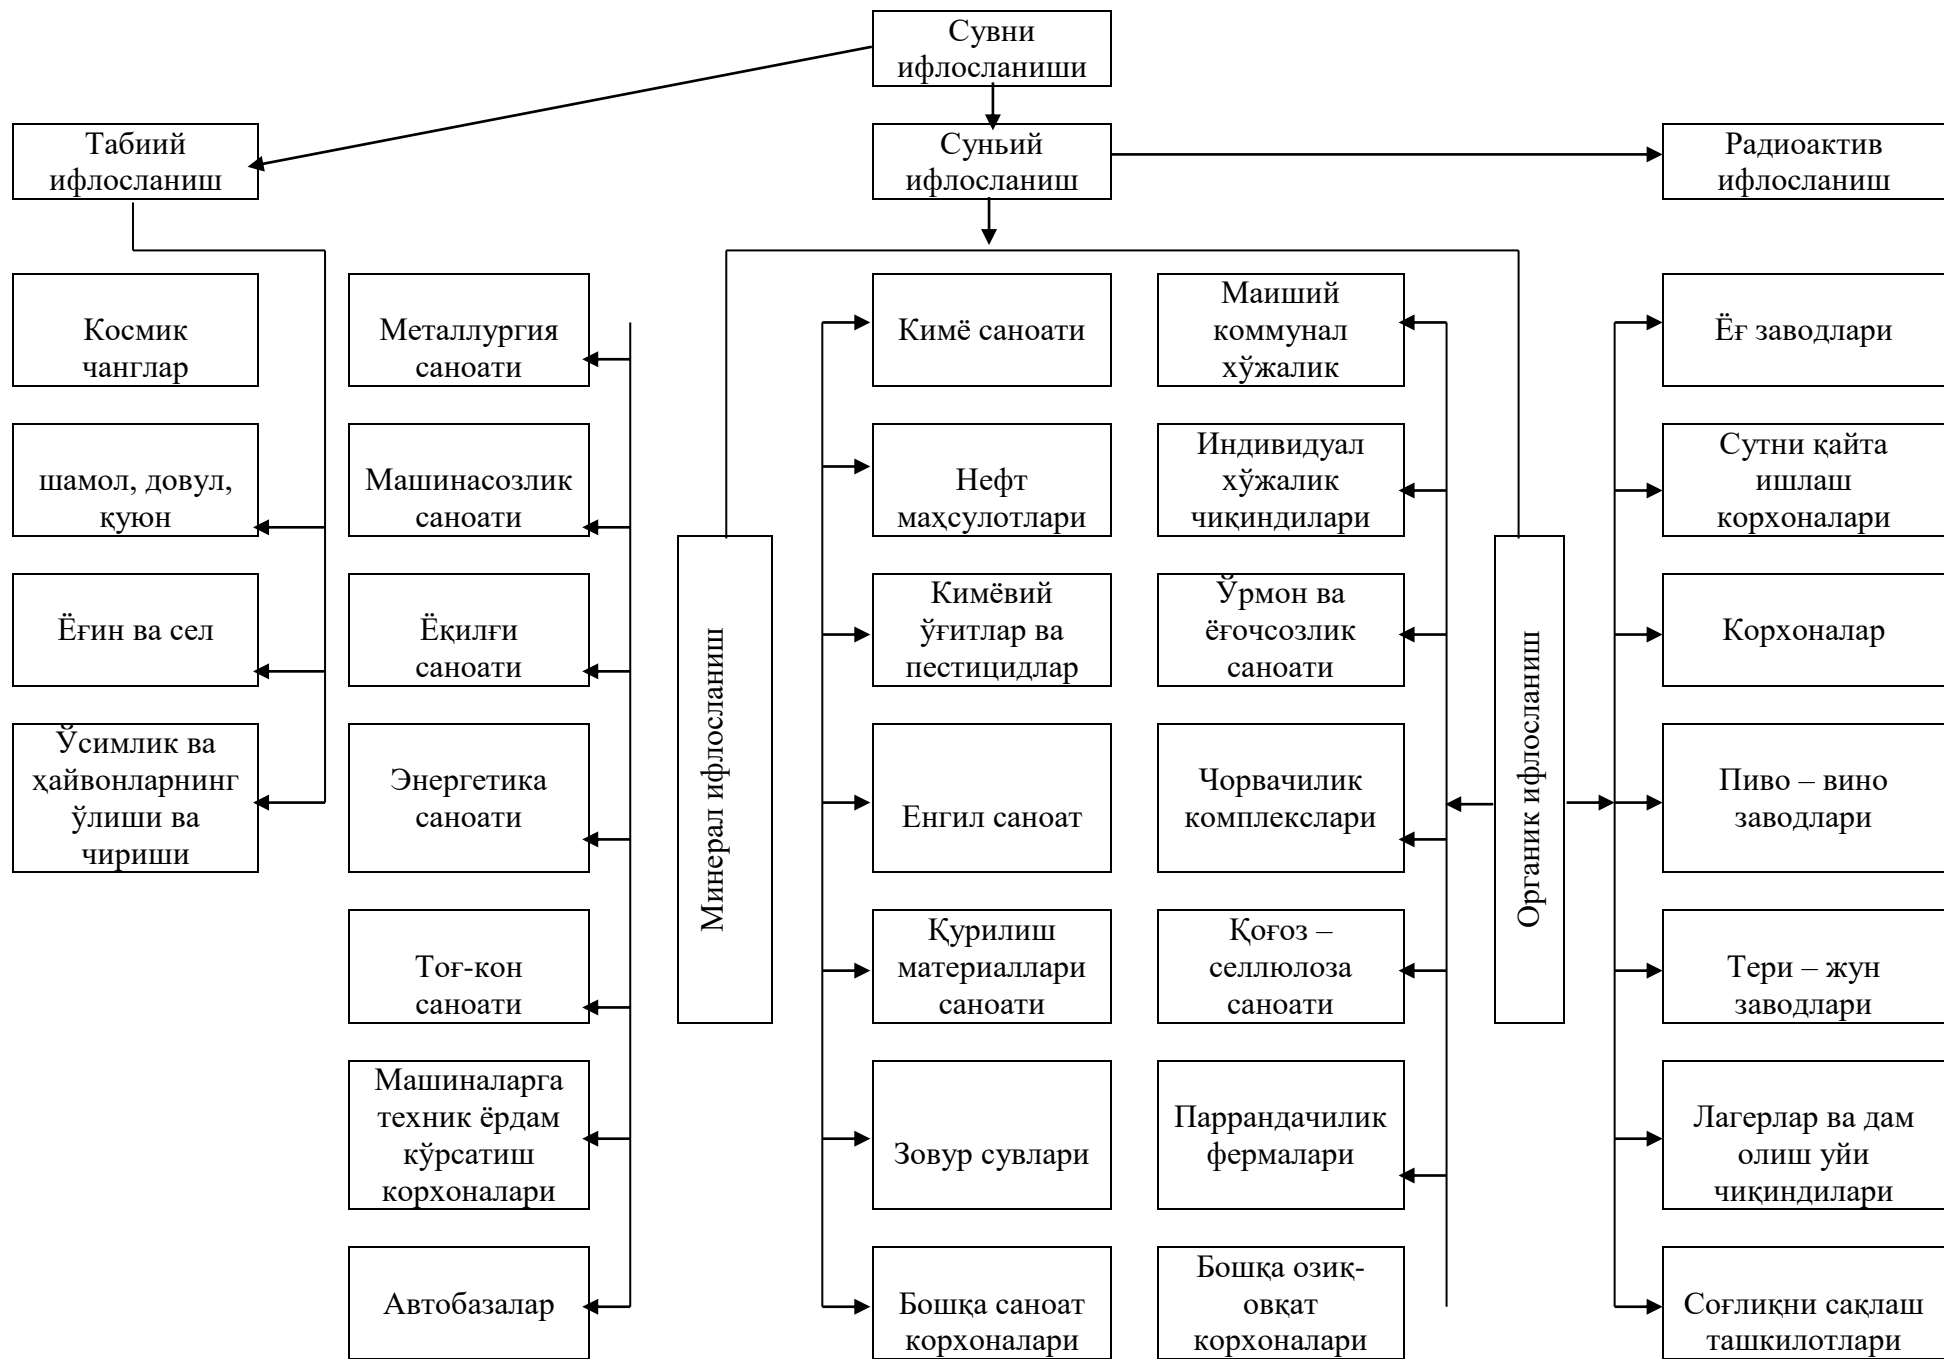 Сувни
ифлосланиши
Табиий
ифлосланиш
Суньий
ифлосланиш
Радиоактив
ифлосланиш
Космик
чанглар
Металлургия
саноати
Кимё саноати
Маиший
коммунал
хўжалик
Ёғ заводлари
шамол, довул,
қуюн
Машинасозлик
саноати
Нефт
маҳсулотлари
Индивидуал
хўжалик
чиқиндилари
Сутни қайта
ишлаш
корхоналари
Ёғин ва сел
Ёқилғи
саноати
Минерал ифлосланиш
Кимёвий
ўғитлар ва
пестицидлар
Ўрмон ва
ёғочсозлик
саноати
Органик ифлосланиш
Корхоналар
Ўсимлик ва
ҳайвонларнинг
ўлиши ва
чириши
Энергетика
саноати
Енгил саноат
Чорвачилик
комплекслари
Пиво – вино
заводлари
Тоғ-кон
саноати
Қурилиш
материаллари
саноати
Қоғоз –
селлюлоза
саноати
Тери – жун
заводлари
Машиналарга
техник ёрдам
кўрсатиш
корхоналари
Зовур сувлари
Паррандачилик
фермалари
Лагерлар ва дам
олиш уйи
чиқиндилари
Автобазалар
Бошқа саноат
корхоналари
Бошқа озиқ-
овқат
корхоналари
Соғлиқни сақлаш
ташкилотлари